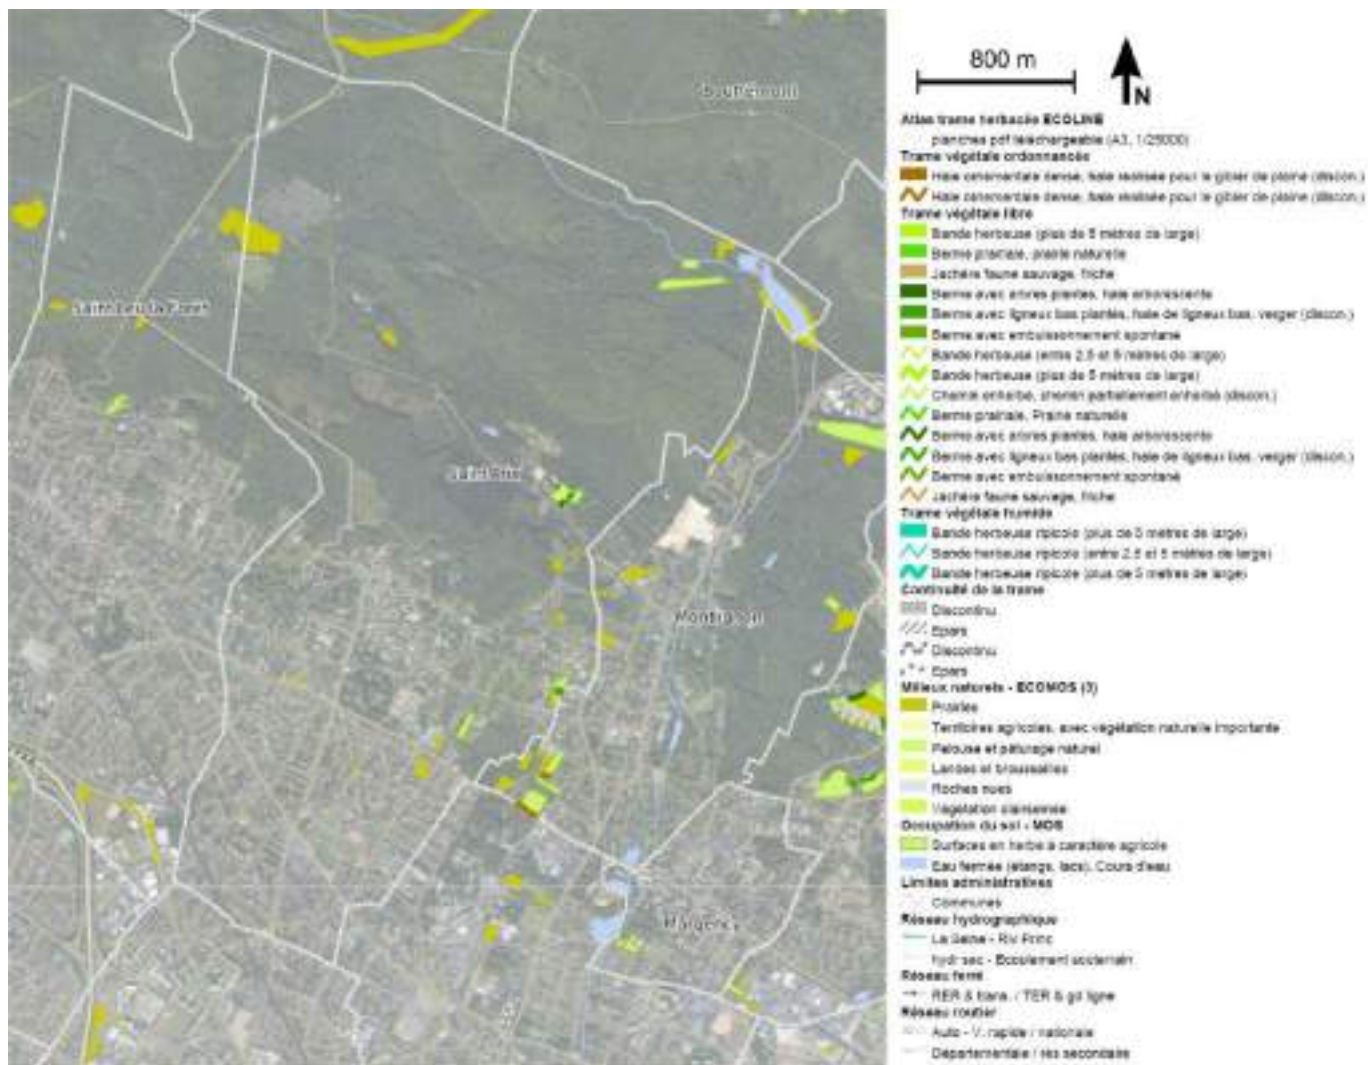 800 m
N
Atlas trame herbacée ECOLINE
planches pdf téléchargeable (A3, 1/25000)
Trame végétale ordonnancée
Haie ornementale dense, haie réalisée pour le gibier de plaine (discon.)
Haie ornementale dense, haie réalisée pour le gibier de plaine (discon.)
Trame végétale libre
Bande herbeuse (plus de 5 mètres de large)
Berme prairiale, prairie naturelle
Jachère faune sauvage, friche
Berme avec arbres plantés, haie arborescente
Berme avec ligneux bas plantés, haie de ligneux bas, verger (discon.)
Berme avec embuissonnement spontané
Bande herbeuse (entre 2.5 et 5 mètres de large)
Bande herbeuse (plus de 5 mètres de large)
Chemin enherbé, chemin partiellement enherbé (discon.)
Berme prairiale, Prairie naturelle
Berme avec arbres plantés, haie arborescente
Berme avec ligneux bas plantés, haie de ligneux bas, verger (discon.)
Berme avec embuissonnement spontané
Jachère faune sauvage, friche
Trame végétale humide
Bande herbeuse ripicole (plus de 5 mètres de large)
Bande herbeuse ripicole (entre 2.5 et 5 mètres de large)
Bande herbeuse ripicole (plus de 5 mètres de large)
Continuité de la trame
Discontinu
Epars
Discontinu
Epars
Milieux naturels - ECOMOS (3)
Prairies
Territoires agricoles, avec végétation naturelle importante
Pelouse et pâturage naturel
Landes et broussailles
Roches nues
Végétation clairsemée
Occupation du sol - MOS
Surfaces en herbe à caractère agricole
Eau fermée (étangs, lacs), Cours d'eau
Limites administratives
Communes
Réseau hydrographique
La Seine - Riv Princ
hydr sec - Ecoulement souterrain
Réseau ferré
RER & trans. / TER & gd ligne
Réseau routier
Auto - V. rapide / nationale
Départementale / rés secondaire
Bouffémont
Saint-Leu-la-Forêt
Saint-Prix
Montlignon
Margency